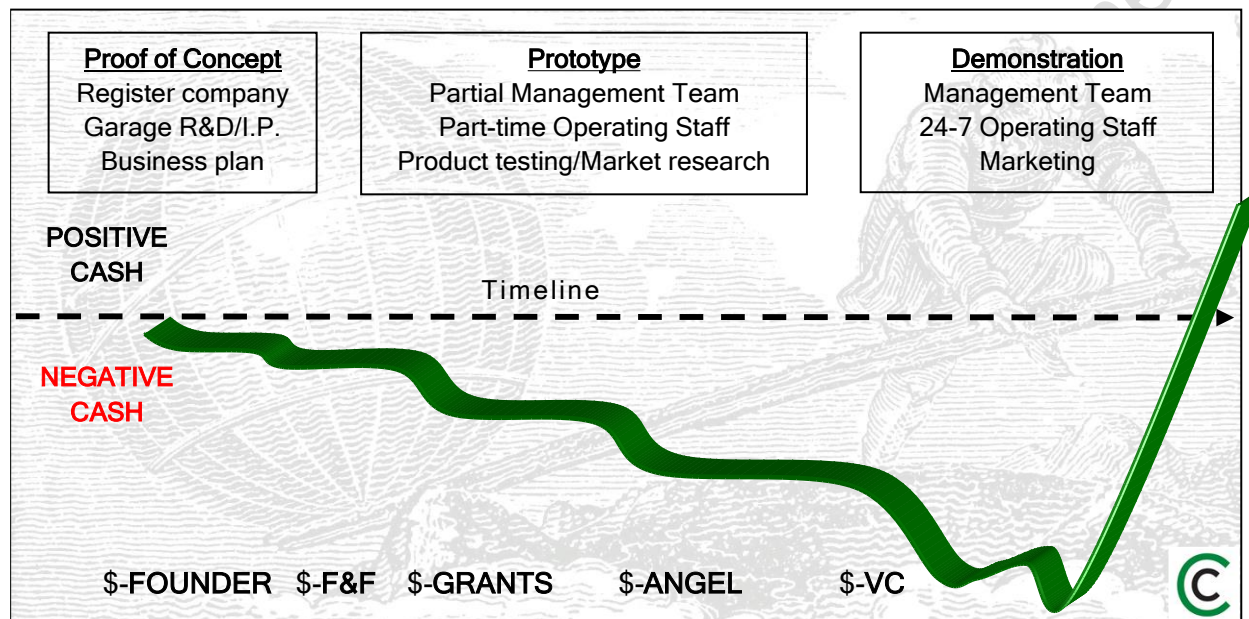 Proof of Concept
Register company
Garage R&D/I.P.
Business plan
Prototype
Partial Management Team
Part-time Operating Staff
Product testing/Market research
Demonstration
Management Team
24-7 Operating Staff
Marketing
POSITIVE
CASH
Timeline
NEGATIVE
CASH
$-FOUNDER $-F&F $-GRANTS $-ANGEL $-VC
CC